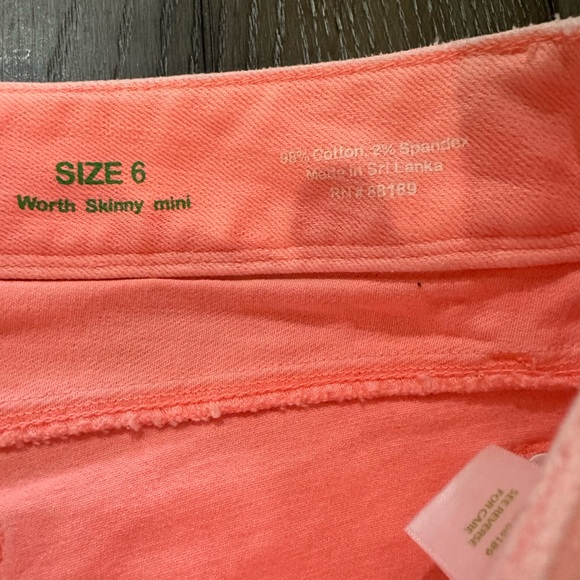 SIZE 6
Worth Skinny mini
98% Cotton, 2% Spandex
Made in Sri Lanka
RN # 88189
SEE REVERSE
FOR CARE
88189